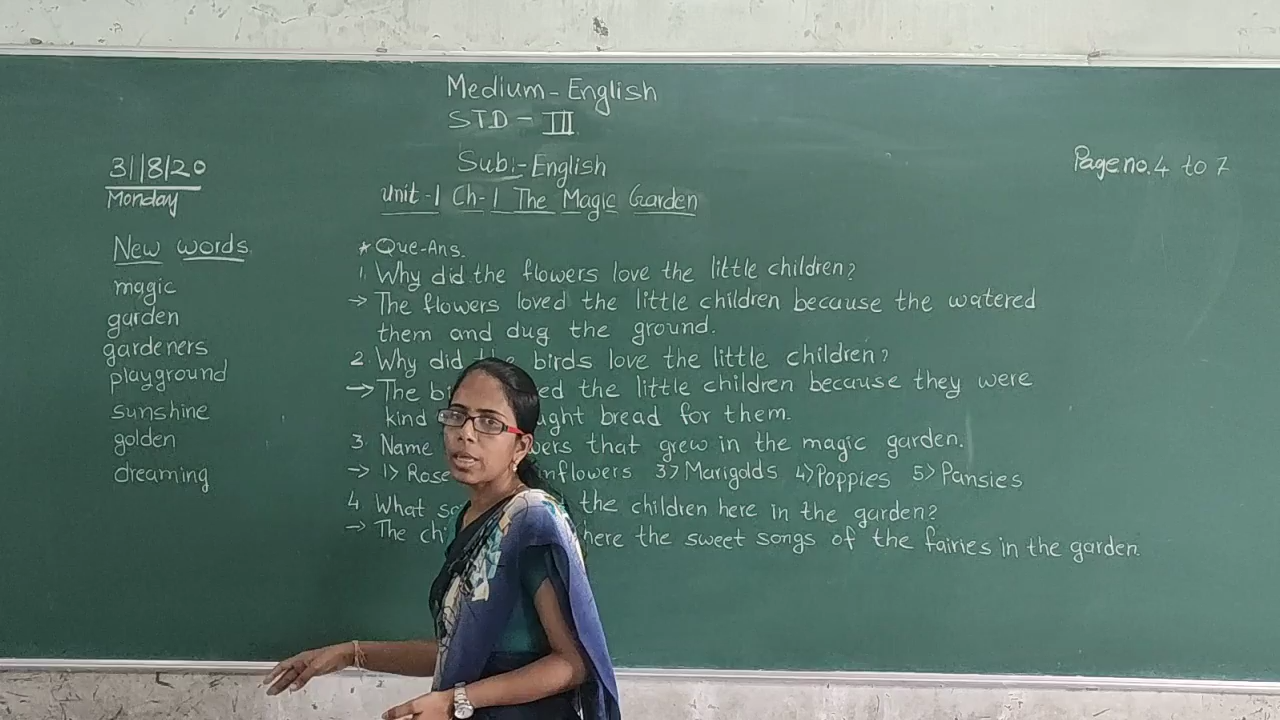 Medium - English
STD - III
Sub:- English
Unit -1 Ch-1 The Magic Garden
31/8/20
Monday
Page no. 4 to 7
New words
magic
garden
gardeners
playground
sunshine
golden
dreaming
* Que-Ans.
1. Why did the flowers love the little children?
→ The flowers loved the little children because the watered
them and dug the ground.
2. Why did the birds love the little children?
→ The the little children because they were
kind bread for them.
3. Name that grew in the magic garden.
→ 1> Rose 3> Marigolds 4> Poppies 5> Pansies
4. What the children here in the garden?
→ The here the sweet songs of the fairies in the garden.